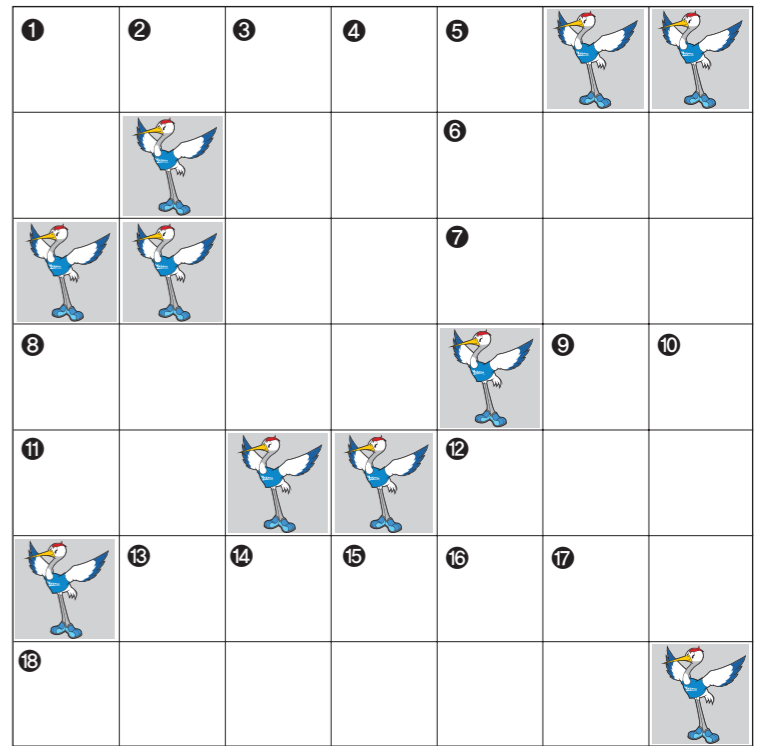 ❶ ❷ ❸ ❹ ❺
❻
❼
❽ ❾ ❿
⓫ ⓬
⓭ ⓮ ⓯ ⓰ ⓱
⓲